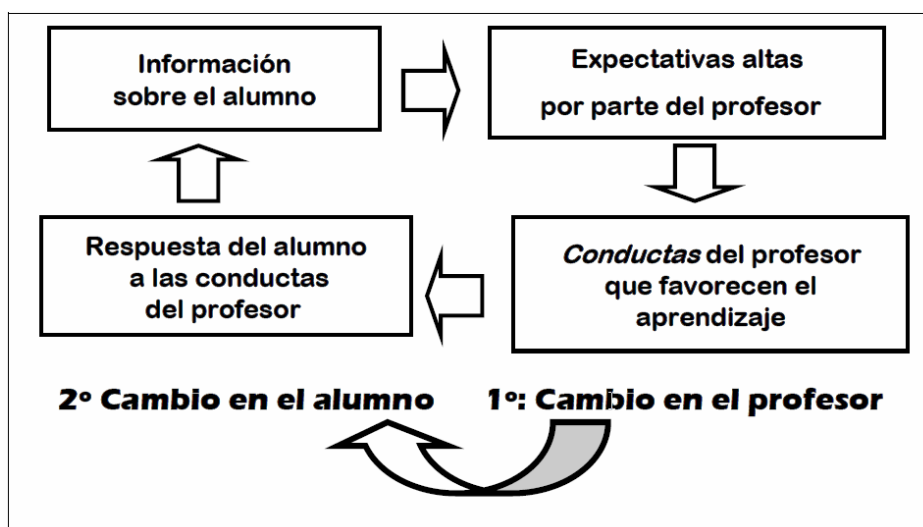 Información
sobre el alumno
Expectativas altas
por parte del profesor
Respuesta del alumno
a las conductas
del profesor
Conductas del profesor
que favorecen el
aprendizaje
2º Cambio en el alumno
1º: Cambio en el profesor